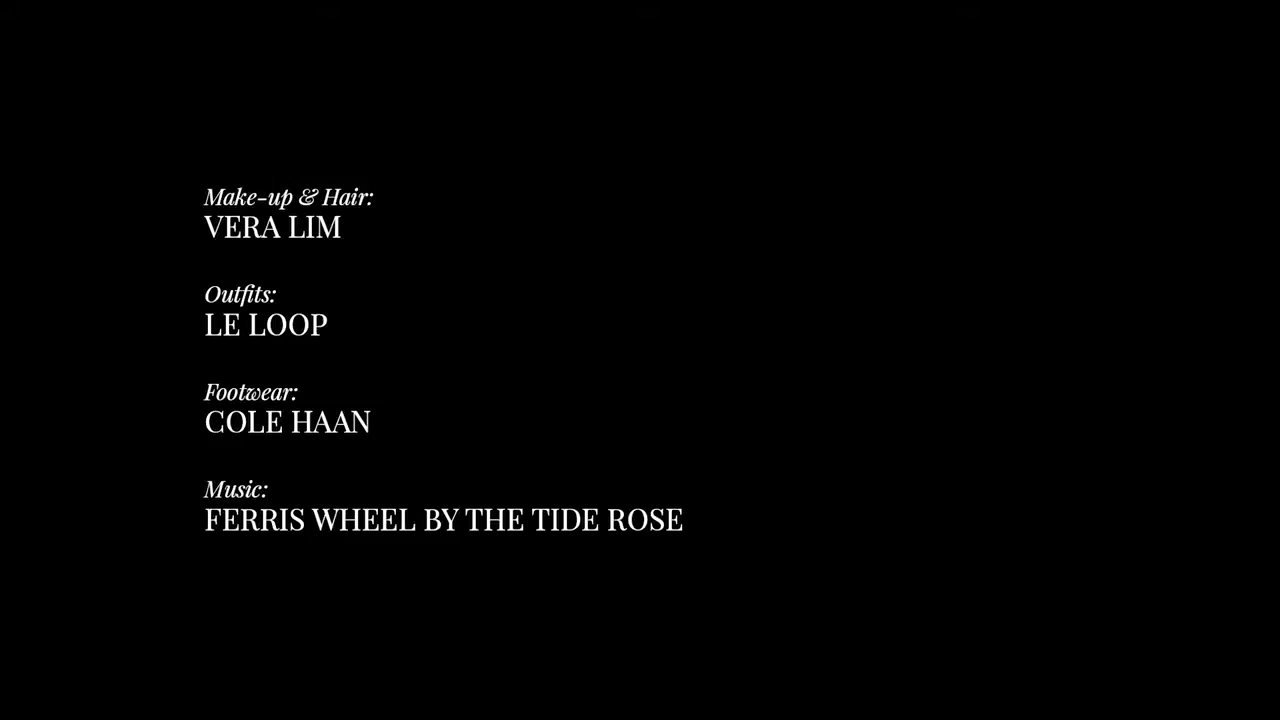 Make-up & Hair:
VERA LIM
Outfits:
LE LOOP
Footwear:
COLE HAAN
Music:
FERRIS WHEEL BY THE TIDE ROSE